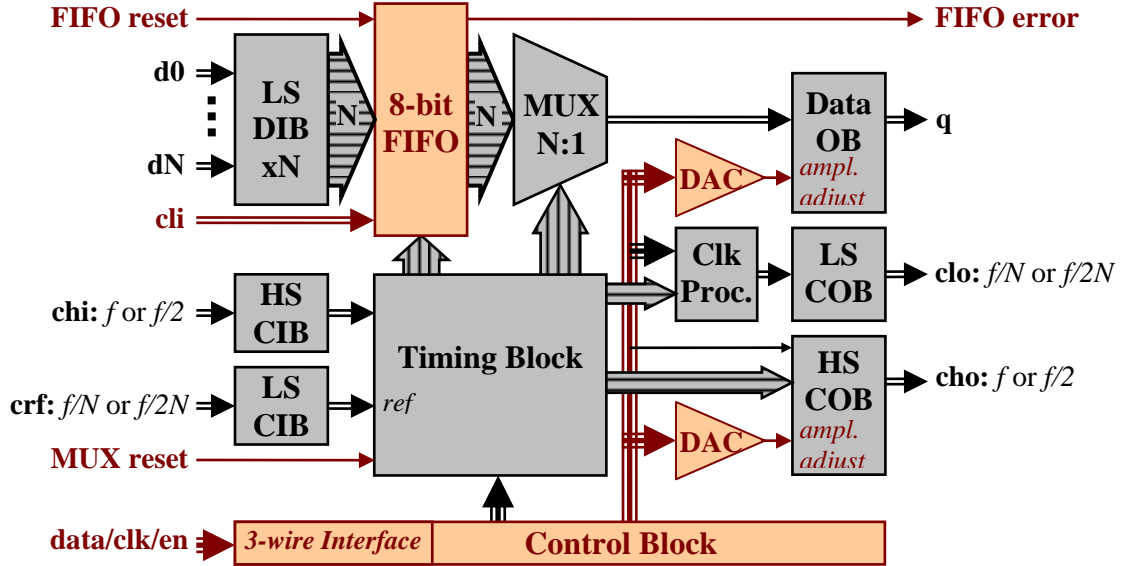 FIFO reset
FIFO error
d0
dN
LS
DIB
xN
N
8-bit
FIFO
N
MUX
N:1
Data
OB
ampl.
adjust
q
DAC
cli
Clk
Proc.
LS
COB
clo: f/N or f/2N
chi: f or f/2
HS
CIB
Timing Block
ref
HS
COB
ampl.
adjust
cho: f or f/2
crf: f/N or f/2N
LS
CIB
DAC
MUX reset
data/clk/en
3-wire Interface
Control Block